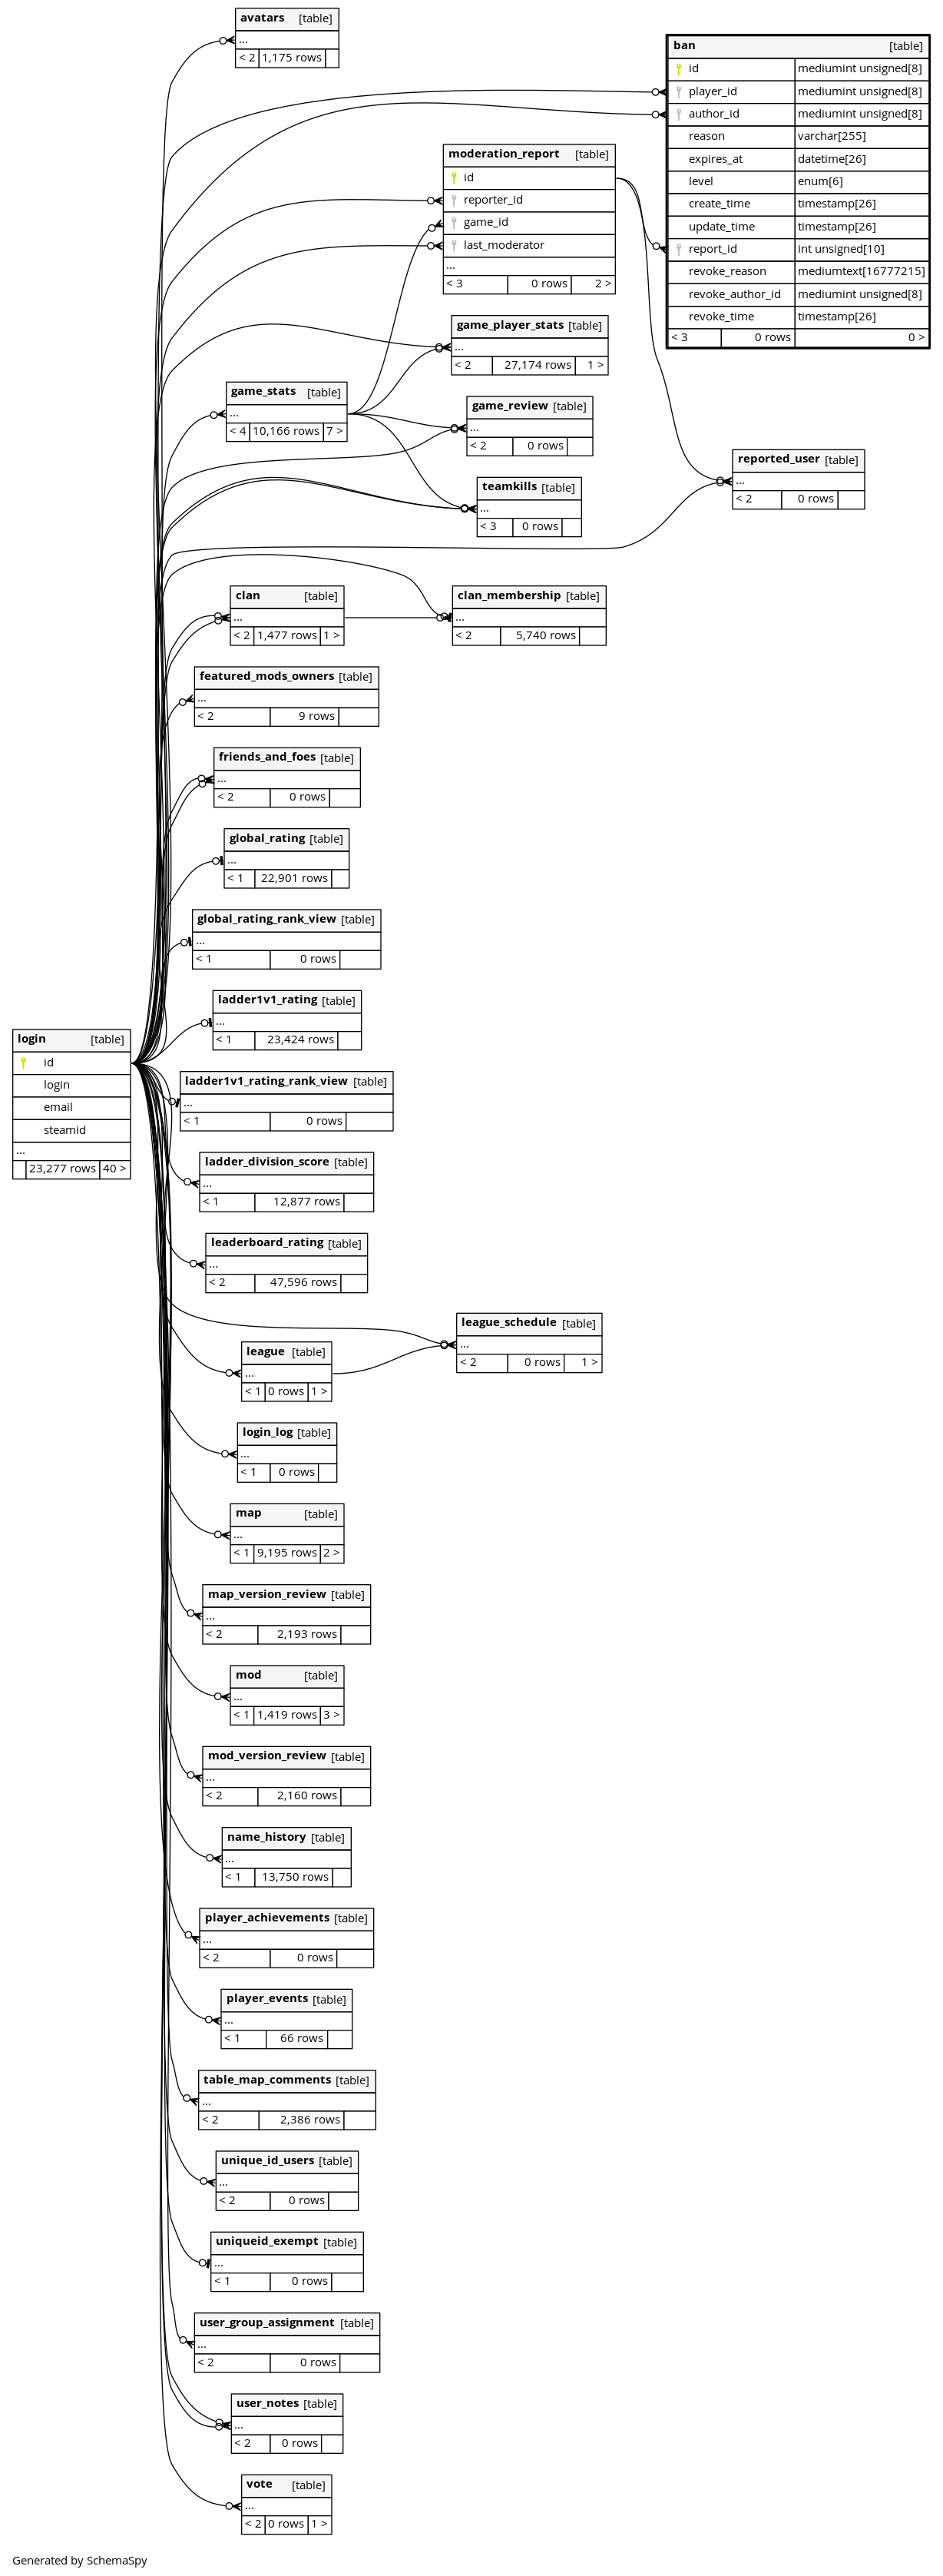 avatars [table]
...
< 2 1,175 rows
ban [table]
id mediumint unsigned[8]
player_id mediumint unsigned[8]
author_id mediumint unsigned[8]
reason varchar[255]
expires_at datetime[26]
level enum[6]
create_time timestamp[26]
update_time timestamp[26]
report_id int unsigned[10]
revoke_reason mediumtext[16777215]
revoke_author_id mediumint unsigned[8]
revoke_time timestamp[26]
< 3 0 rows 0 >
moderation_report [table]
id
reporter_id
game_id
last_moderator
...
< 3 0 rows 2 >
game_player_stats [table]
...
< 2 27,174 rows 1 >
game_stats [table]
...
< 4 10,166 rows 7 >
game_review [table]
...
< 2 0 rows
reported_user [table]
...
< 2 0 rows
teamkills [table]
...
< 3 0 rows
clan [table]
...
< 2 1,477 rows 1 >
clan_membership [table]
...
< 2 5,740 rows
featured_mods_owners [table]
...
< 2 9 rows
friends_and_foes [table]
...
< 2 0 rows
global_rating [table]
...
< 1 22,901 rows
global_rating_rank_view [table]
...
< 1 0 rows
ladder1v1_rating [table]
...
< 1 23,424 rows
login [table]
id
login
email
steamid
...
23,277 rows 40 >
ladder1v1_rating_rank_view [table]
...
< 1 0 rows
ladder_division_score [table]
...
< 1 12,877 rows
leaderboard_rating [table]
...
< 2 47,596 rows
league_schedule [table]
...
< 2 0 rows 1 >
league [table]
...
< 1 0 rows 1 >
login_log [table]
...
< 1 0 rows
map [table]
...
< 1 9,195 rows 2 >
map_version_review [table]
...
< 2 2,193 rows
mod [table]
...
< 1 1,419 rows 3 >
mod_version_review [table]
...
< 2 2,160 rows
name_history [table]
...
< 1 13,750 rows
player_achievements [table]
...
< 2 0 rows
player_events [table]
...
< 1 66 rows
table_map_comments [table]
...
< 2 2,386 rows
unique_id_users [table]
...
< 2 0 rows
uniqueid_exempt [table]
...
< 1 0 rows
user_group_assignment [table]
...
< 2 0 rows
user_notes [table]
...
< 2 0 rows
vote [table]
...
< 2 0 rows 1 >
Generated by SchemaSpy